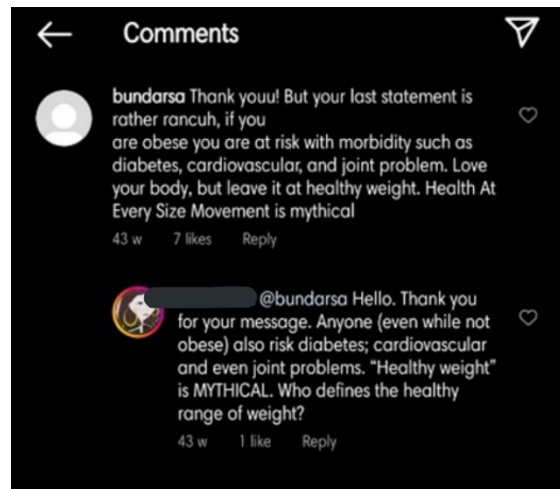 Comments
bundarsa Thank youu! But your last statement is
rather rancuh, if you
are obese you are at risk with morbidity such as
diabetes, cardiovascular, and joint problem. Love
your body, but leave it at healthy weight. Health At
Every Size Movement is mythical
43 w 7 likes Reply
@bundarsa Hello. Thank you
for your message. Anyone (even while not
obese) also risk diabetes; cardiovascular
and even joint problems. “Healthy weight”
is MYTHICAL. Who defines the healthy
range of weight?
43 w 1 like Reply